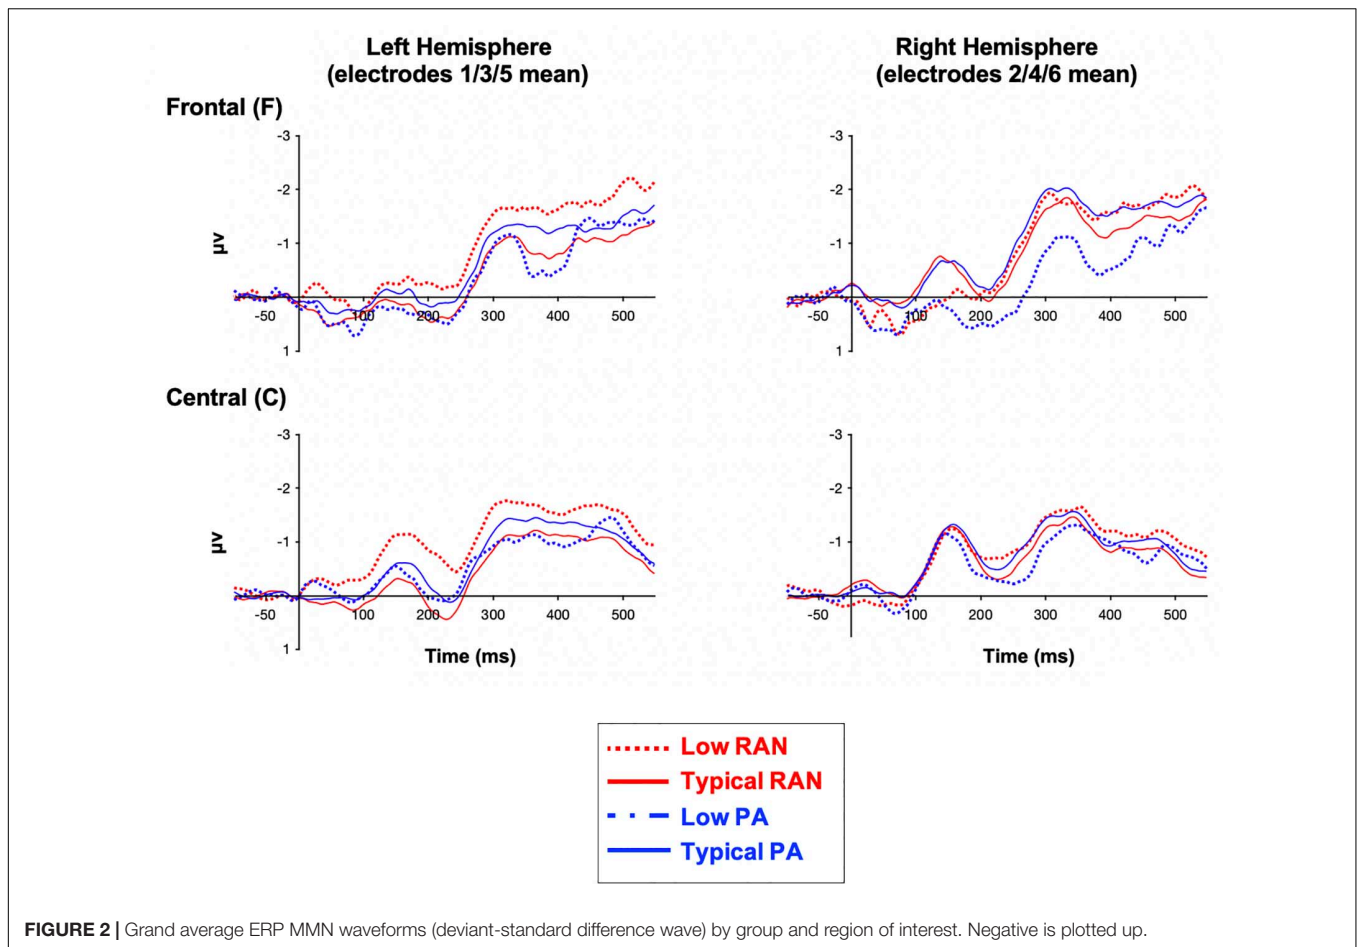 Left Hemisphere
(electrodes 1/3/5 mean)
Right Hemisphere
(electrodes 2/4/6 mean)
Frontal (F)
-3
-2
-1
1
µv
-50
100
200
300
400
500
-3
-2
-1
1
-50
100
200
300
400
500
Central (C)
-3
-2
-1
1
µv
-50
100
200
300
400
500
Time (ms)
-3
-2
-1
-50
100
200
300
400
500
Time (ms)
Low RAN
Typical RAN
Low PA
Typical PA
FIGURE 2 | Grand average ERP MMN waveforms (deviant-standard difference wave) by group and region of interest. Negative is plotted up.